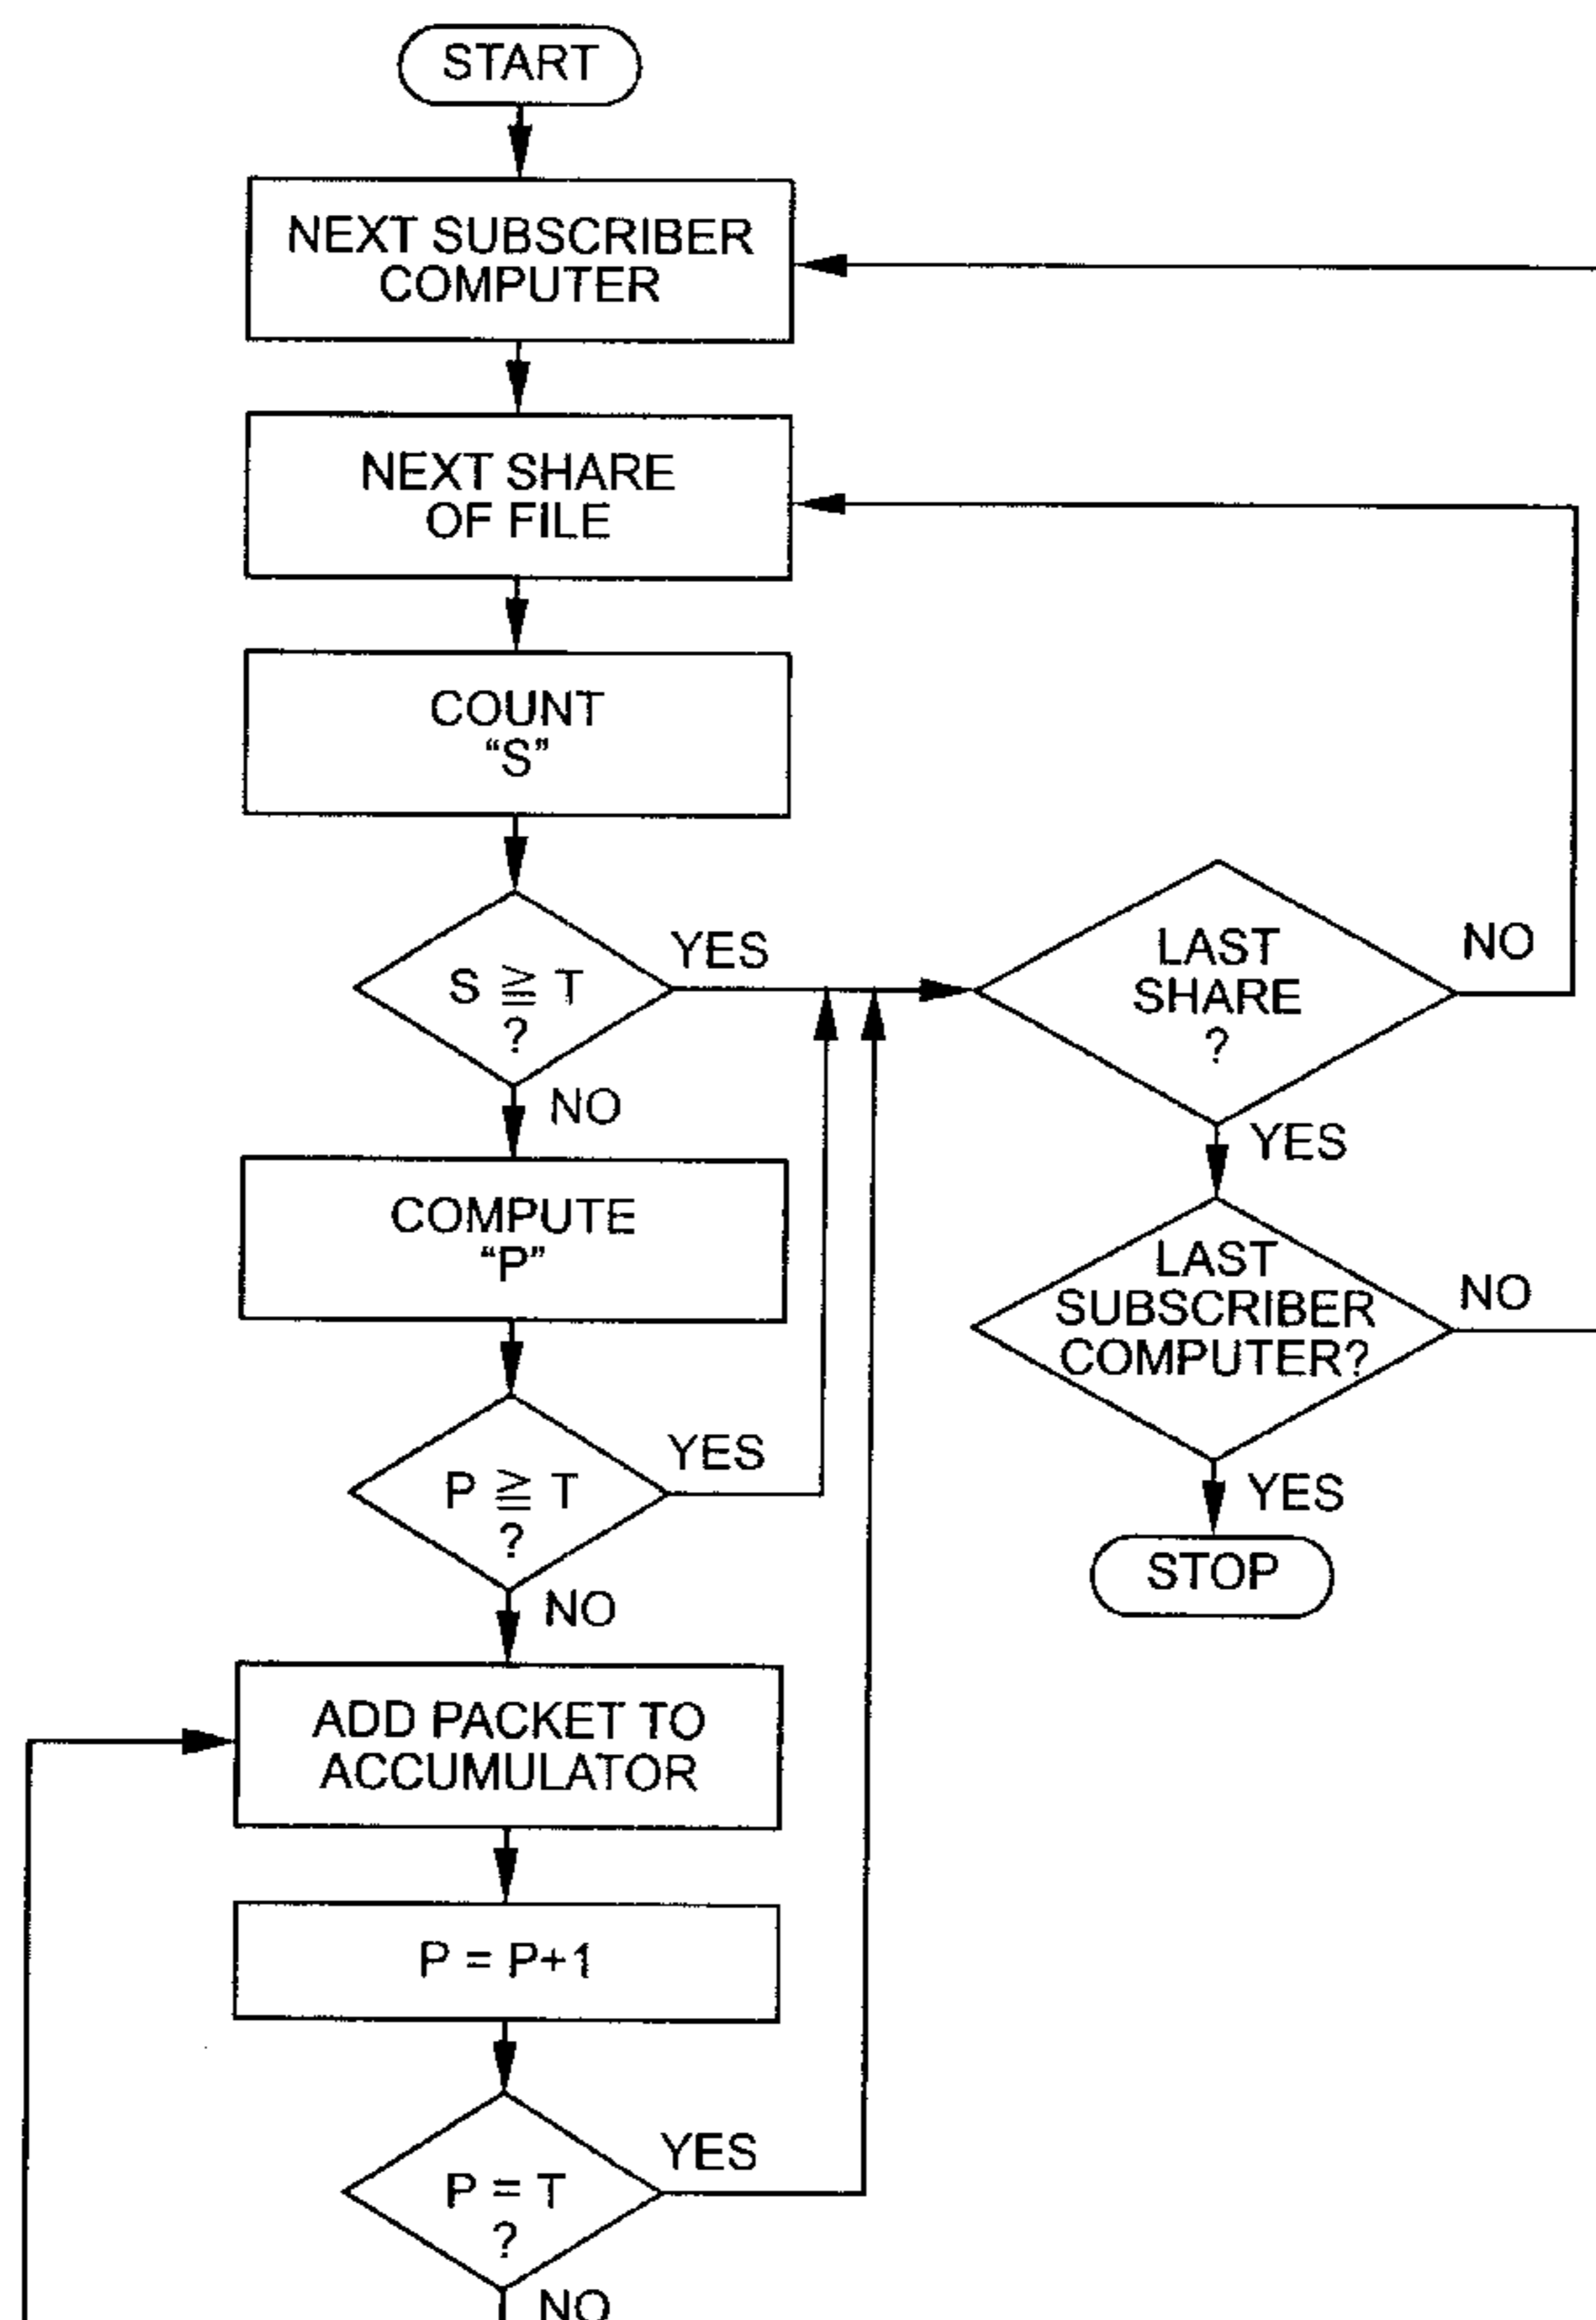 START
NEXT SUBSCRIBER
COMPUTER
NEXT SHARE
OF FILE
COUNT
“S”
S ≧ T
?
YES
NO
LAST
SHARE
?
NO
YES
COMPUTE
“P”
LAST
SUBSCRIBER
COMPUTER?
NO
YES
STOP
P ≧ T
?
YES
NO
ADD PACKET TO
ACCUMULATOR
P = P+1
P = T
?
YES
NO